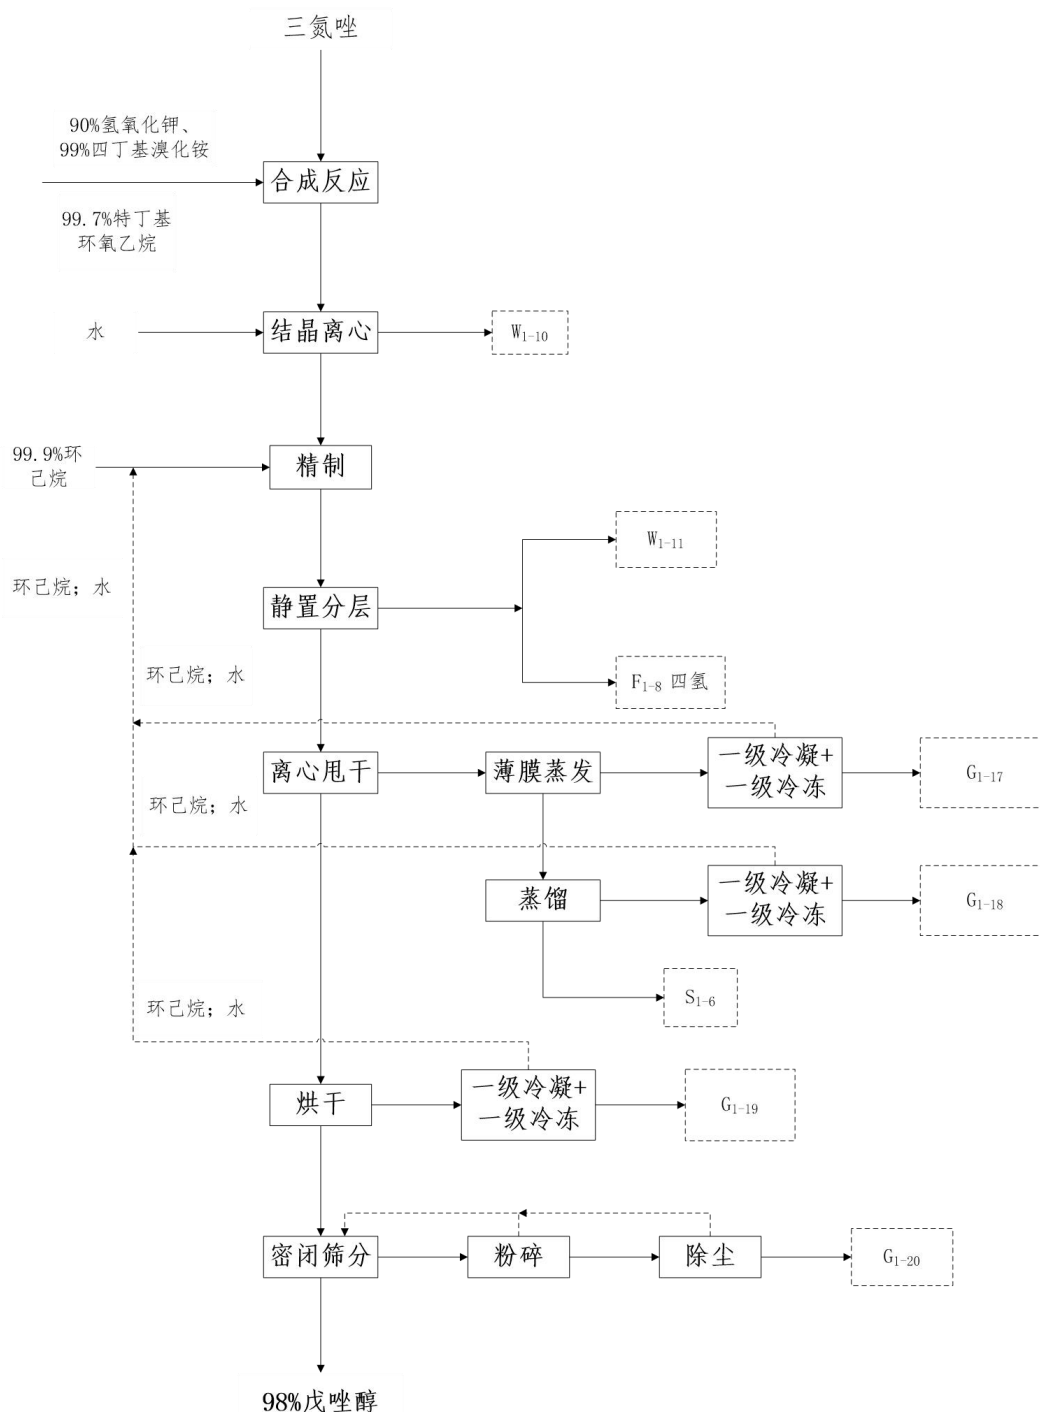 三氮唑
90%氢氧化钾、
99%四丁基溴化铵
合成反应
99.7%特丁基
环氧乙烷
水
结晶离心
W1-10
99.9%环
己烷
精制
W1-11
环己烷；水
静置分层
环己烷；水
F1-8 四氢
离心甩干
薄膜蒸发
一级冷凝+
一级冷冻
G1-17
环己烷；水
蒸馏
一级冷凝+
一级冷冻
G1-18
环己烷；水
S1-6
烘干
一级冷凝+
一级冷冻
G1-19
密闭筛分
粉碎
除尘
G1-20
98%戊唑醇